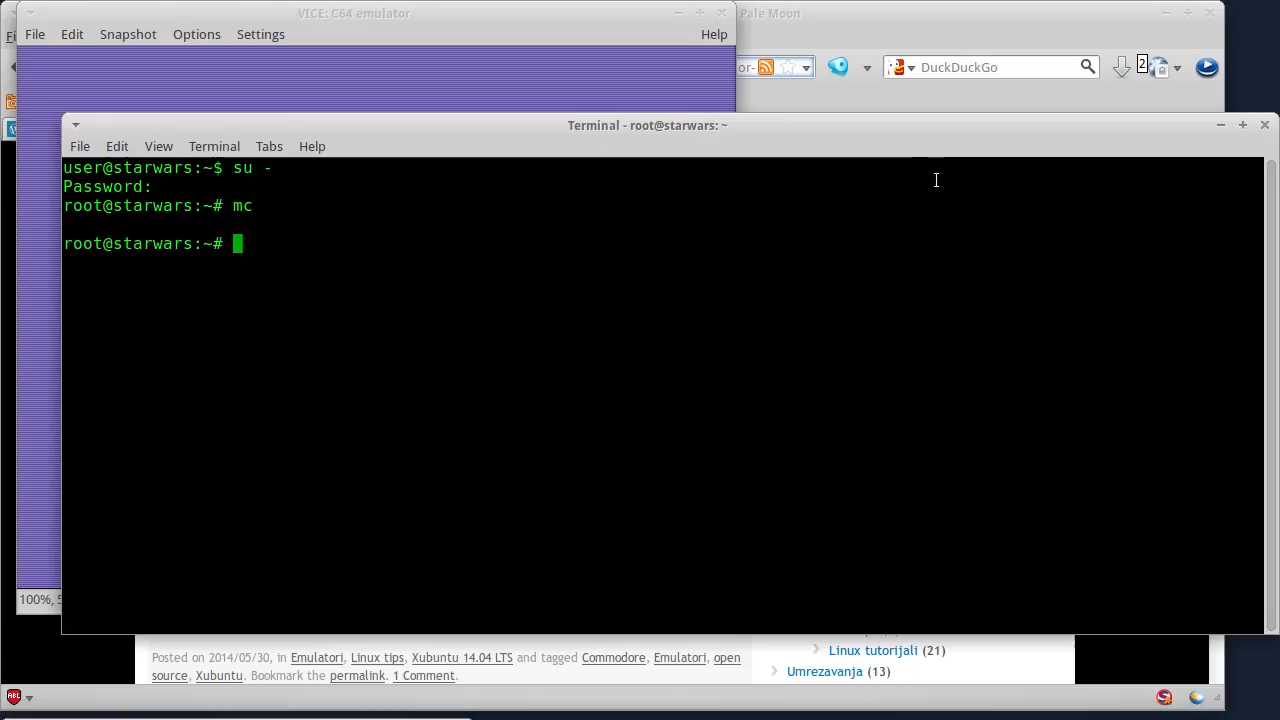 VICE: C64 emulator
Pale Moon
File Edit Snapshot Options Settings Help
or- DuckDuckGo 2
Terminal - root@starwars: ~
File Edit View Terminal Tabs Help
user@starwars:~$ su -
Password:
root@starwars:~# mc
root@starwars:~#
100%,
Linux tutorijali (21)
Posted on 2014/05/30, in Emulatori, Linux tips, Xubuntu 14.04 LTS and tagged Commodore, Emulatori, open
source, Xubuntu. Bookmark the permalink. 1 Comment.
Umrezavanja (13)
ABL